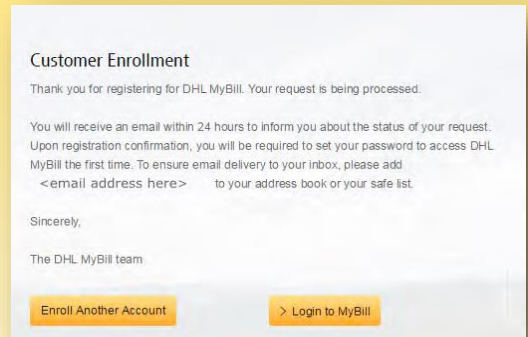 Customer Enrollment
Thank you for registering for DHL MyBill. Your request is being processed.
You will receive an email within 24 hours to inform you about the status of your request.
Upon registration confirmation, you will be required to set your password to access DHL
MyBill the first time. To ensure email delivery to your inbox, please add
<email address here> to your address book or your safe list.
Sincerely,
The DHL MyBill team
Enroll Another Account
> Login to MyBill